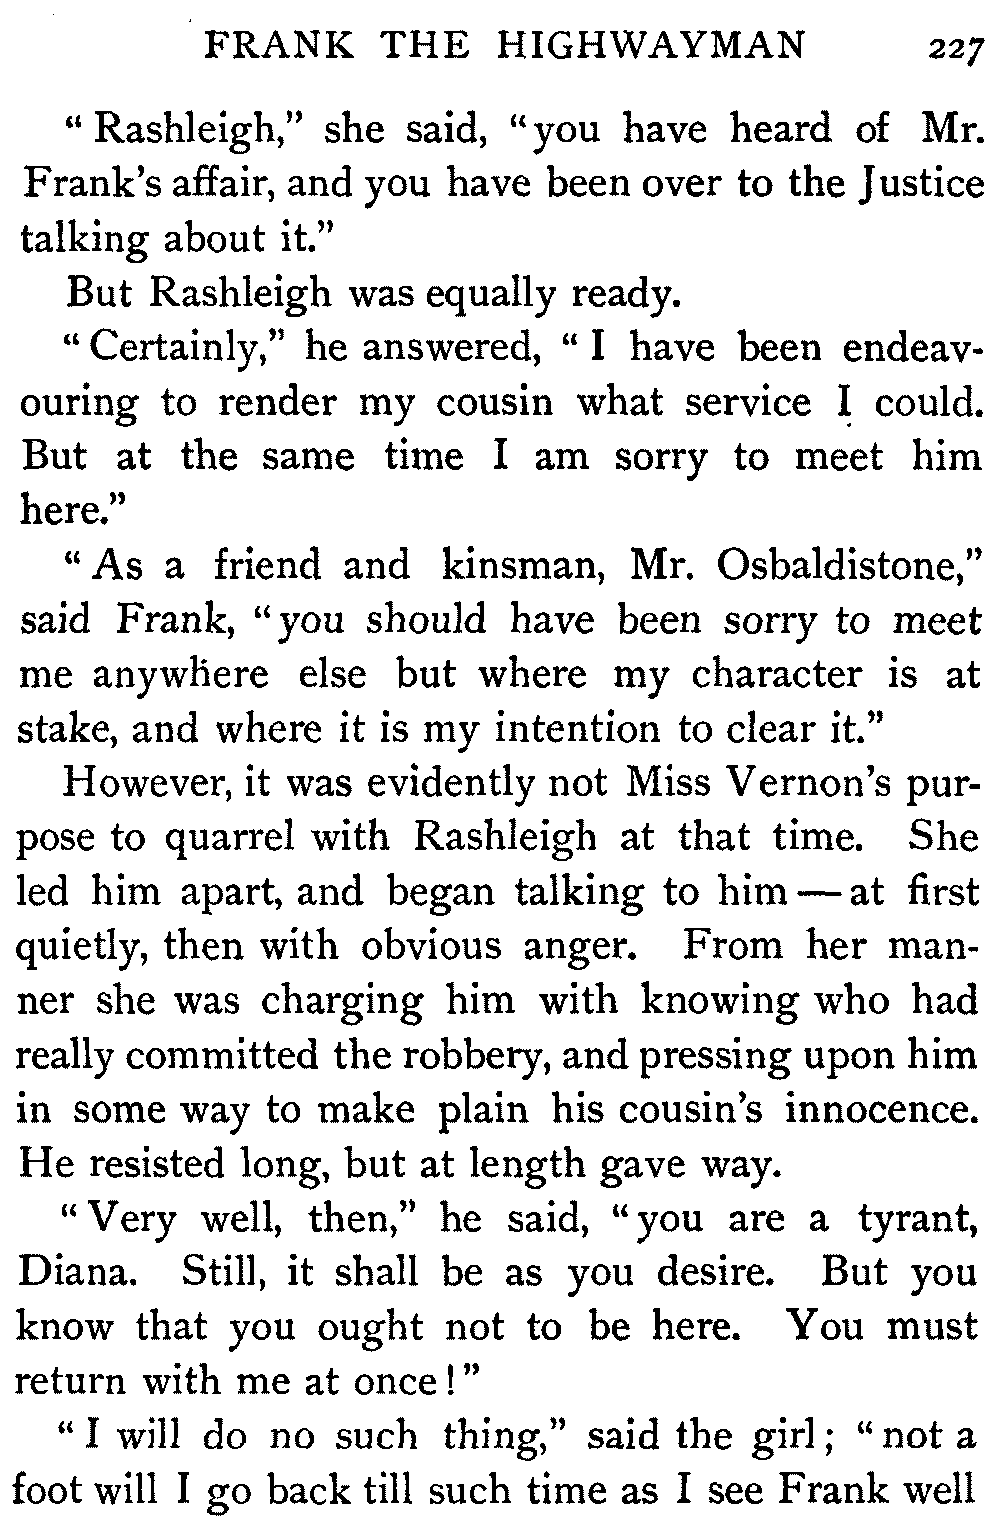 FRANK THE HIGHWAYMAN 227
“Rashleigh,” she said, “you have heard of Mr.
Frank's affair, and you have been over to the Justice
talking about it.”
But Rashleigh was equally ready.
“Certainly,” he answered, “I have been endeav-
ouring to render my cousin what service I could.
But at the same time I am sorry to meet him
here.”
“As a friend and kinsman, Mr. Osbaldistone,”
said Frank, “you should have been sorry to meet
me anywhere else but where my character is at
stake, and where it is my intention to clear it.”
However, it was evidently not Miss Vernon's pur-
pose to quarrel with Rashleigh at that time. She
led him apart, and began talking to him — at first
quietly, then with obvious anger. From her man-
ner she was charging him with knowing who had
really committed the robbery, and pressing upon him
in some way to make plain his cousin's innocence.
He resisted long, but at length gave way.
“Very well, then,” he said, “you are a tyrant,
Diana. Still, it shall be as you desire. But you
know that you ought not to be here. You must
return with me at once!”
“I will do no such thing,” said the girl; “not a
foot will I go back till such time as I see Frank well